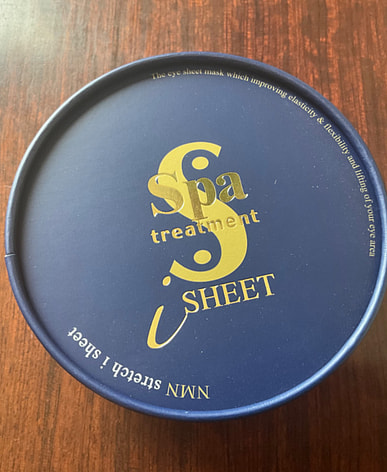 The eye sheet mask which improving elasticity & flexibility and lifting of your eye area
Spa
treatment
i SHEET
NMN stretch i sheet